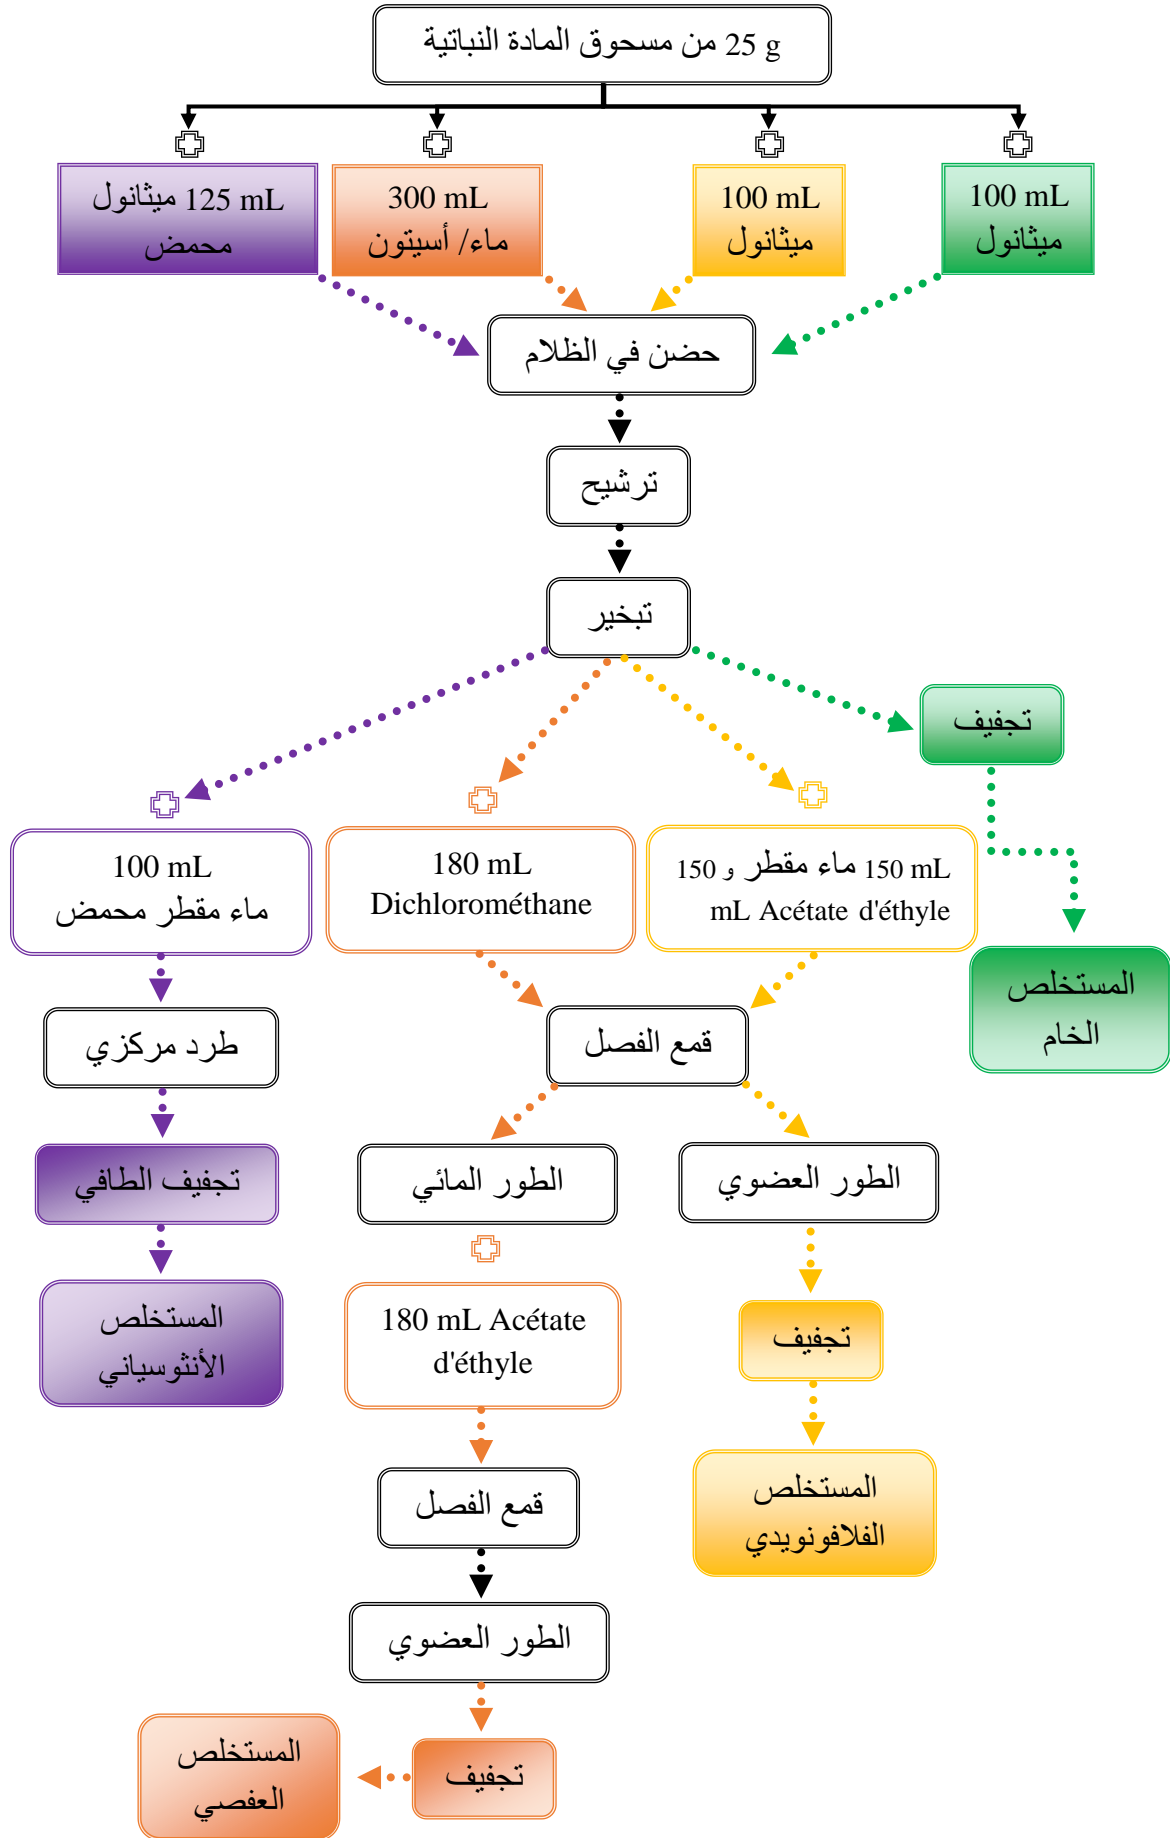 25 g من مسحوق المادة النباتية
100 mL
ميثانول
100 mL
ميثانول
300 mL
ماء/ أسيتون
125 mL ميثانول
محمض
حضن في الظلام
ترشيح
تبخير
تجفيف
150 mL ماء مقطر و 150
mL Acétate d'éthyle
180 mL
Dichlorométhane
100 mL
ماء مقطر محمض
المستخلص
الخام
قمع الفصل
طرد مركزي
الطور العضوي
الطور المائي
تجفيف الطافي
180 mL Acétate
d'éthyle
تجفيف
المستخلص
الأنثوسياني
المستخلص
الفلافونويدي
قمع الفصل
الطور العضوي
تجفيف
المستخلص
العفصي